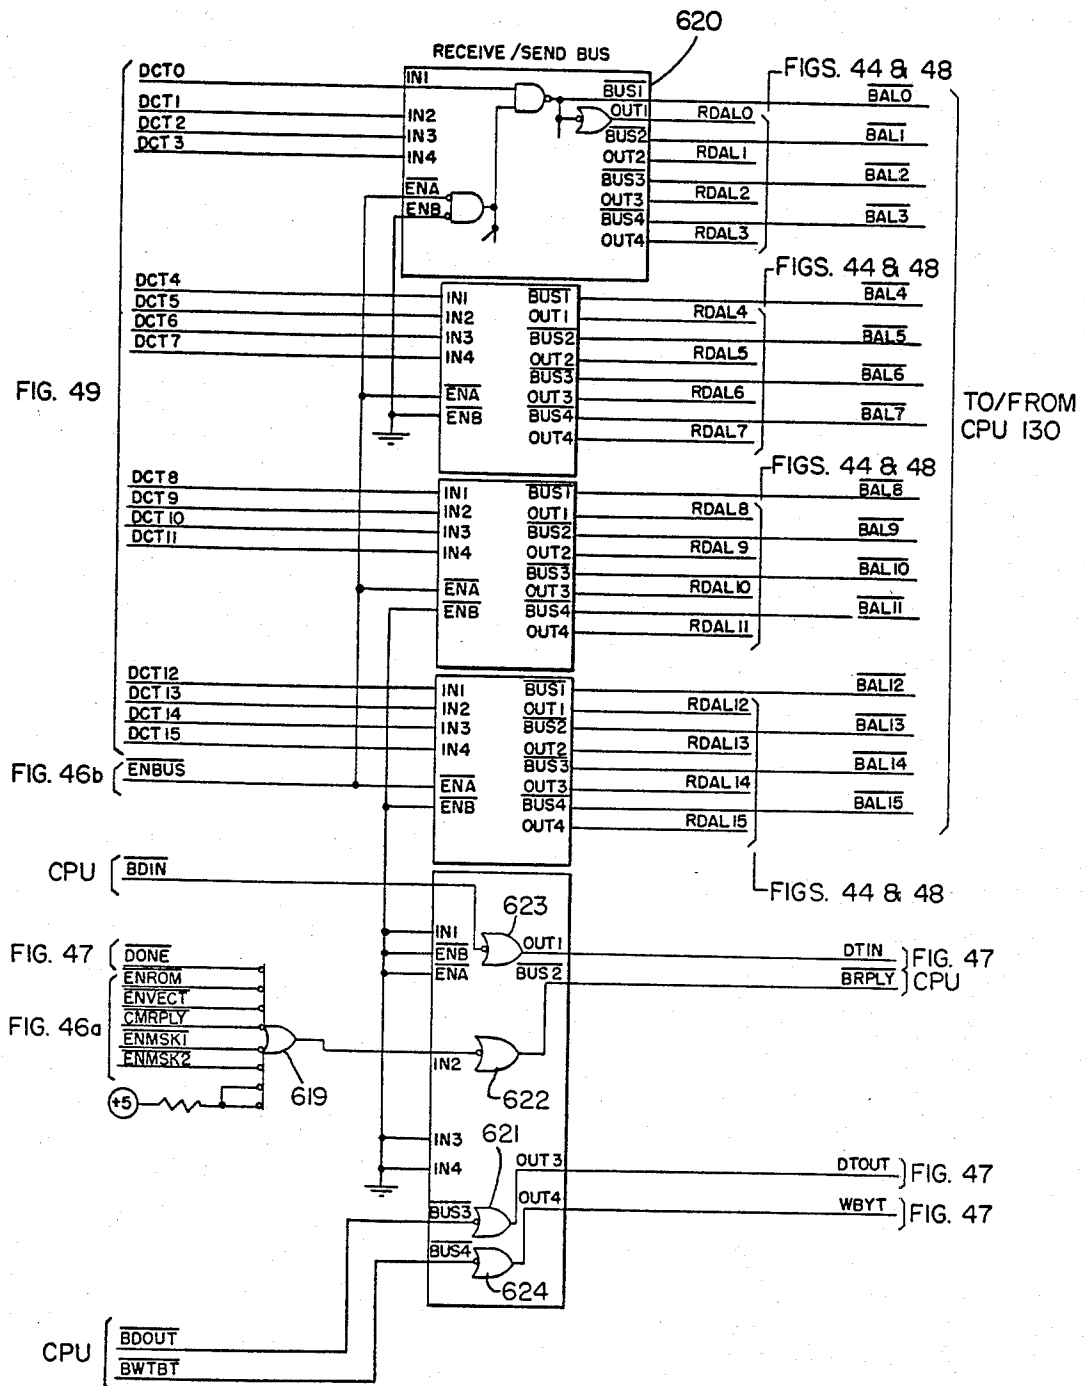 620
RECEIVE/SEND BUS
FIGS. 44 & 48
DCT0
IN1
BUS1
BAL0
DCT1
OUT1
RDAL0
DCT2
IN2
BUS2
BAL1
DCT3
IN3
OUT2
RDAL1
IN4
BUS3
BAL2
ENA
OUT3
RDAL2
ENB
BUS4
BAL3
OUT4
RDAL3
FIGS. 44 & 48
DCT4
IN1
BUS1
BAL4
DCT5
IN2
OUT1
RDAL4
DCT6
IN3
BUS2
BAL5
DCT7
IN4
OUT2
RDAL5
BUS3
BAL6
FIG. 49
ENA
OUT3
RDAL6
ENB
BUS4
BAL7
OUT4
RDAL7
TO/FROM
CPU 130
FIGS. 44 & 48
DCT8
IN1
BUS1
BAL8
DCT9
IN2
OUT1
RDAL8
DCT10
IN3
BUS2
BAL9
DCT11
IN4
OUT2
RDAL9
BUS3
BAL10
ENA
OUT3
RDAL10
ENB
BUS4
BAL11
OUT4
RDAL11
DCT12
IN1
BUS1
BAL12
DCT13
IN2
OUT1
RDAL12
DCT14
IN3
BUS2
BAL13
DCT15
IN4
OUT2
RDAL13
FIG. 46b
ENBUS
BUS3
BAL14
ENA
OUT3
RDAL14
ENB
BUS4
BAL15
OUT4
RDAL15
FIGS. 44 & 48
CPU
BDIN
623
IN1
OUT1
DTIN
FIG. 47
FIG. 47
DONE
ENB
ENA
BUS2
BRPLY
CPU
FIG. 46a
ENROM
ENVECT
CMRPLY
ENMSK1
ENMSK2
IN2
+5
619
622
621
IN3
IN4
OUT3
DTOUT
FIG. 47
BUS3
OUT4
WBYT
FIG. 47
BUS4
624
CPU
BDOUT
BWTBT